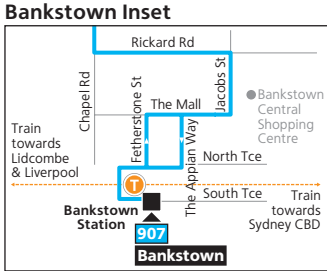 Bankstown Inset
Rickard Rd
Chapel Rd
Fetherstone St
Jacobs St
The Mall
The Appian Way
Bankstown
Central
Shopping
Centre
Train
towards
Lidcombe
& Liverpool
North Tce
T
South Tce
Bankstown
Station
Train
towards
Sydney CBD
907
Bankstown